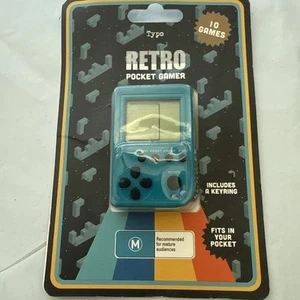 Typo
10
GAMES
RETRO
POCKET GAMER
INCLUDES
A KEYRING
FITS IN
YOUR
POCKET
M
Recommended
for mature
audiences